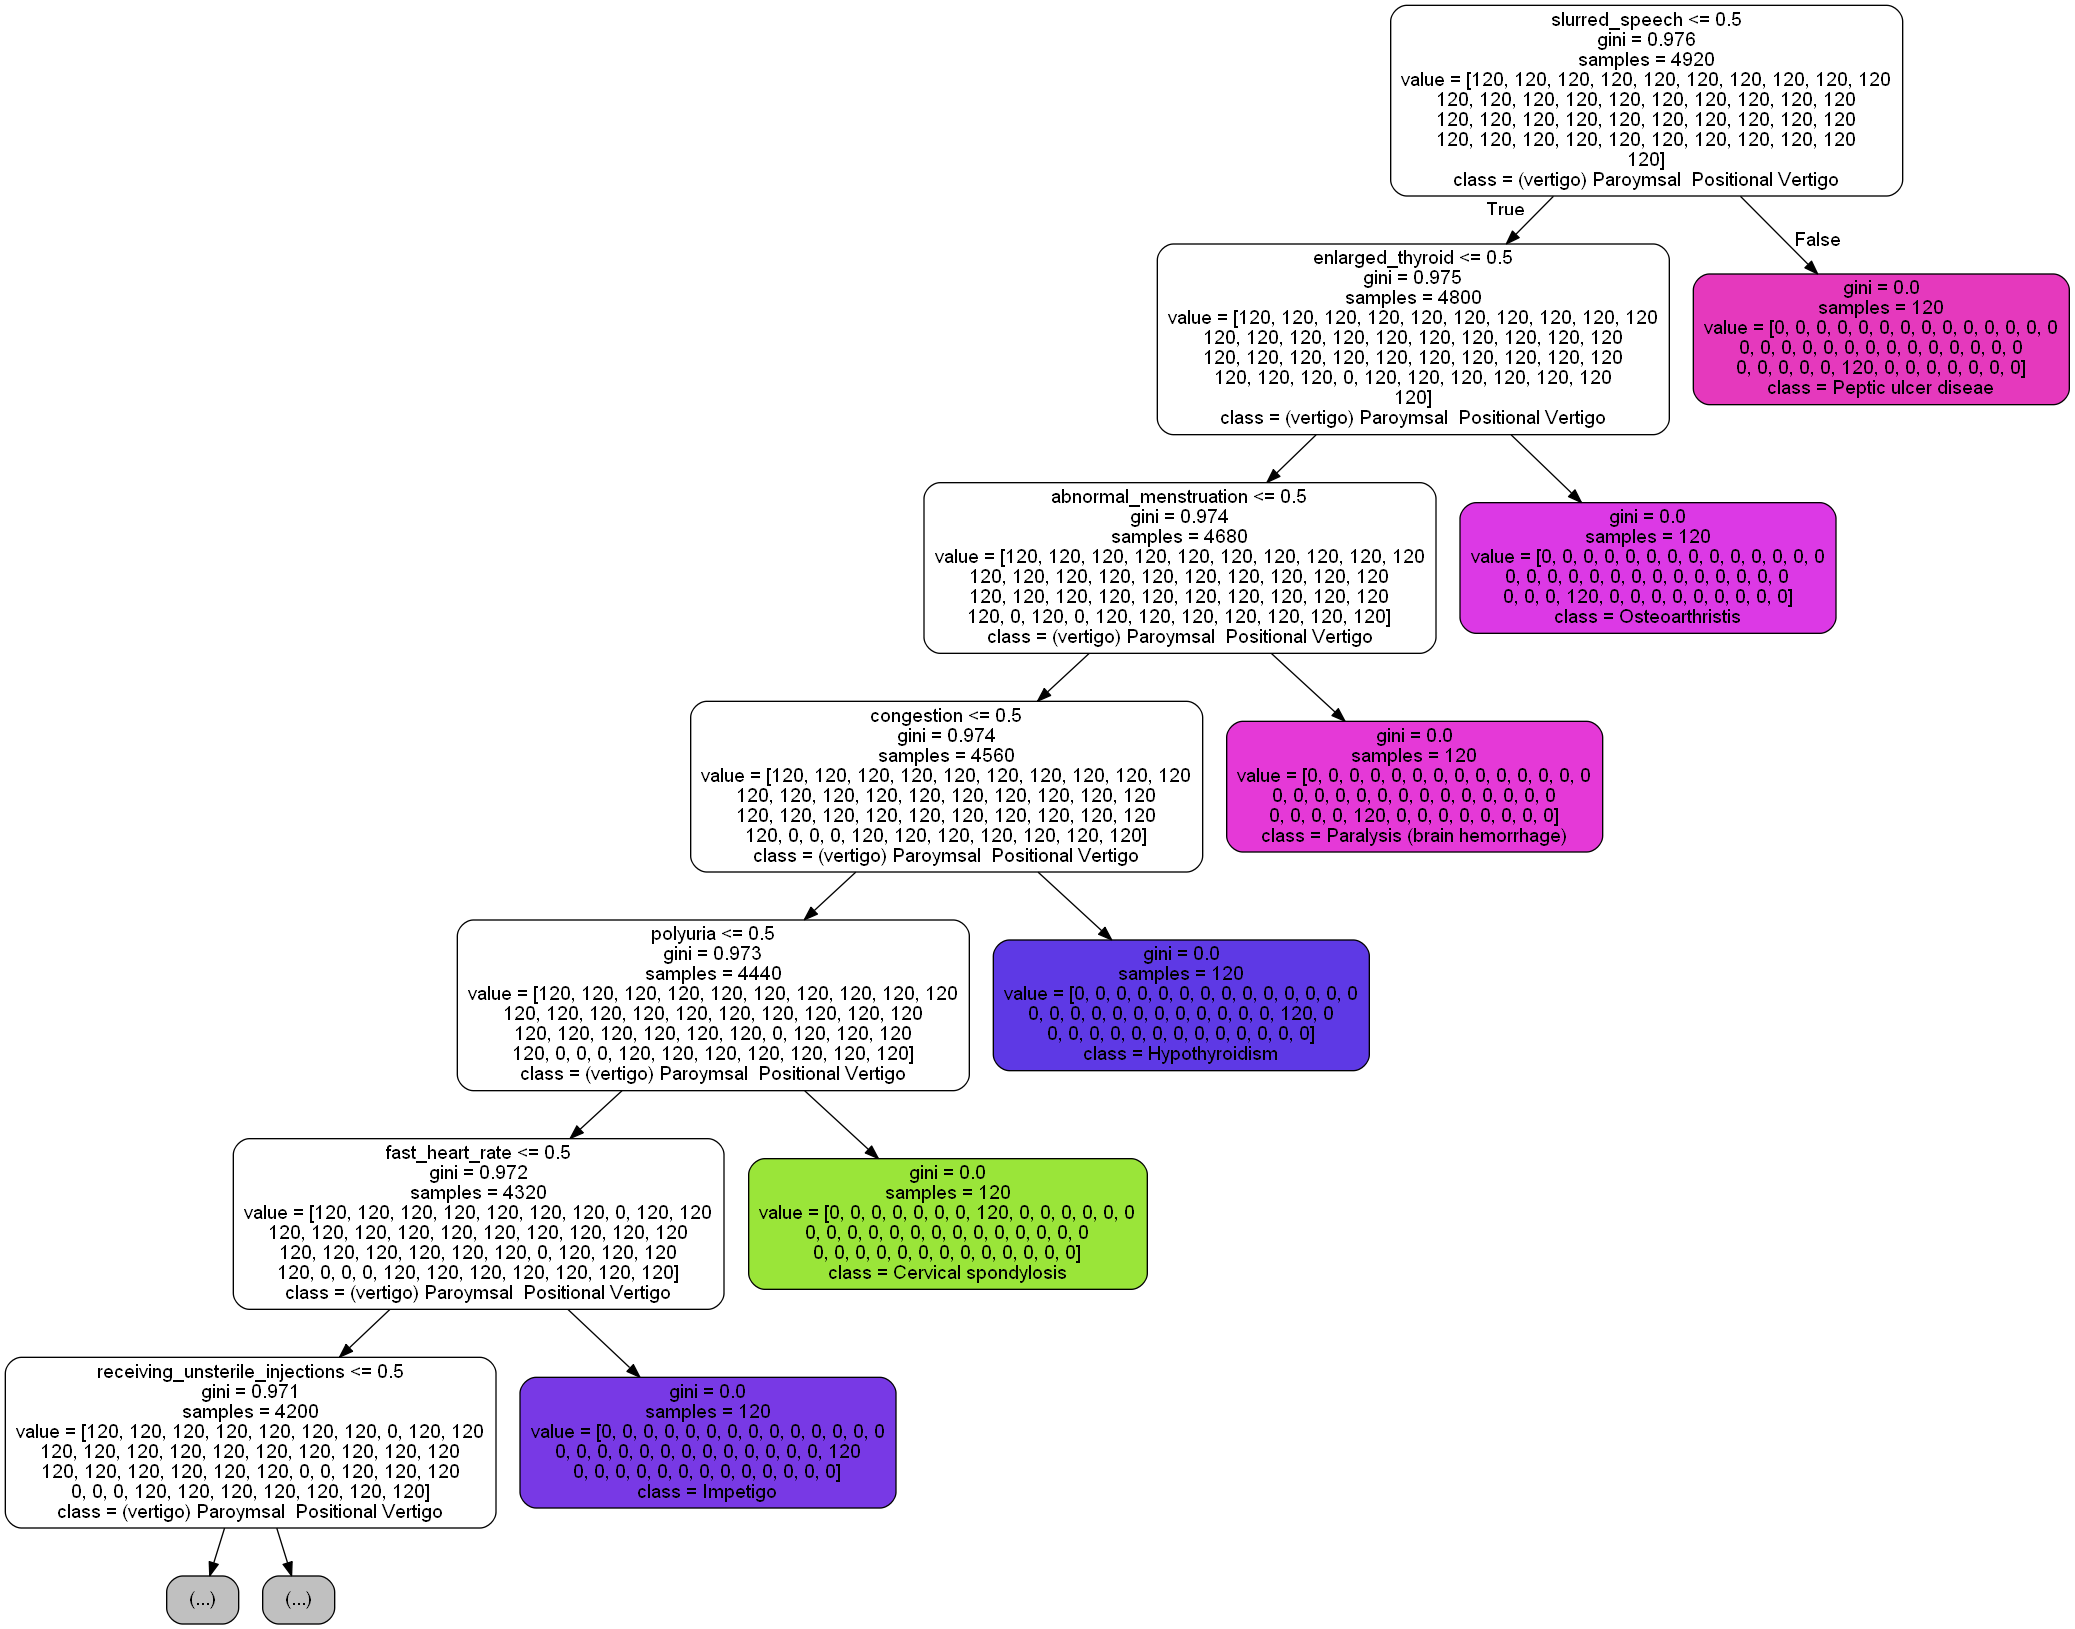 slurred_speech <= 0.5
gini = 0.976
samples = 4920
value = [120, 120, 120, 120, 120, 120, 120, 120, 120, 120
120, 120, 120, 120, 120, 120, 120, 120, 120, 120
120, 120, 120, 120, 120, 120, 120, 120, 120, 120
120, 120, 120, 120, 120, 120, 120, 120, 120, 120
120]
class = (vertigo) Paroymsal  Positional Vertigo
True
False
enlarged_thyroid <= 0.5
gini = 0.975
samples = 4800
value = [120, 120, 120, 120, 120, 120, 120, 120, 120, 120
120, 120, 120, 120, 120, 120, 120, 120, 120, 120
120, 120, 120, 120, 120, 120, 120, 120, 120, 120
120, 120, 120, 0, 120, 120, 120, 120, 120, 120
120]
class = (vertigo) Paroymsal  Positional Vertigo
gini = 0.0
samples = 120
value = [0, 0, 0, 0, 0, 0, 0, 0, 0, 0, 0, 0, 0, 0
0, 0, 0, 0, 0, 0, 0, 0, 0, 0, 0, 0, 0, 0
0, 0, 0, 0, 0, 120, 0, 0, 0, 0, 0, 0, 0]
class = Peptic ulcer diseae
abnormal_menstruation <= 0.5
gini = 0.974
samples = 4680
value = [120, 120, 120, 120, 120, 120, 120, 120, 120, 120
120, 120, 120, 120, 120, 120, 120, 120, 120, 120
120, 120, 120, 120, 120, 120, 120, 120, 120, 120
120, 0, 120, 0, 120, 120, 120, 120, 120, 120, 120]
class = (vertigo) Paroymsal  Positional Vertigo
gini = 0.0
samples = 120
value = [0, 0, 0, 0, 0, 0, 0, 0, 0, 0, 0, 0, 0, 0
0, 0, 0, 0, 0, 0, 0, 0, 0, 0, 0, 0, 0, 0
0, 0, 0, 120, 0, 0, 0, 0, 0, 0, 0, 0, 0]
class = Osteoarthristis
congestion <= 0.5
gini = 0.974
samples = 4560
value = [120, 120, 120, 120, 120, 120, 120, 120, 120, 120
120, 120, 120, 120, 120, 120, 120, 120, 120, 120
120, 120, 120, 120, 120, 120, 120, 120, 120, 120
120, 0, 0, 0, 120, 120, 120, 120, 120, 120, 120]
class = (vertigo) Paroymsal  Positional Vertigo
gini = 0.0
samples = 120
value = [0, 0, 0, 0, 0, 0, 0, 0, 0, 0, 0, 0, 0, 0
0, 0, 0, 0, 0, 0, 0, 0, 0, 0, 0, 0, 0, 0
0, 0, 0, 0, 120, 0, 0, 0, 0, 0, 0, 0, 0]
class = Paralysis (brain hemorrhage)
polyuria <= 0.5
gini = 0.973
samples = 4440
value = [120, 120, 120, 120, 120, 120, 120, 120, 120, 120
120, 120, 120, 120, 120, 120, 120, 120, 120, 120
120, 120, 120, 120, 120, 120, 0, 120, 120, 120
120, 0, 0, 0, 120, 120, 120, 120, 120, 120, 120]
class = (vertigo) Paroymsal  Positional Vertigo
gini = 0.0
samples = 120
value = [0, 0, 0, 0, 0, 0, 0, 0, 0, 0, 0, 0, 0, 0
0, 0, 0, 0, 0, 0, 0, 0, 0, 0, 0, 0, 120, 0
0, 0, 0, 0, 0, 0, 0, 0, 0, 0, 0, 0, 0]
class = Hypothyroidism
fast_heart_rate <= 0.5
gini = 0.972
samples = 4320
value = [120, 120, 120, 120, 120, 120, 120, 0, 120, 120
120, 120, 120, 120, 120, 120, 120, 120, 120, 120
120, 120, 120, 120, 120, 120, 0, 120, 120, 120
120, 0, 0, 0, 120, 120, 120, 120, 120, 120, 120]
class = (vertigo) Paroymsal  Positional Vertigo
gini = 0.0
samples = 120
value = [0, 0, 0, 0, 0, 0, 0, 120, 0, 0, 0, 0, 0, 0
0, 0, 0, 0, 0, 0, 0, 0, 0, 0, 0, 0, 0, 0
0, 0, 0, 0, 0, 0, 0, 0, 0, 0, 0, 0, 0]
class = Cervical spondylosis
receiving_unsterile_injections <= 0.5
gini = 0.971
samples = 4200
value = [120, 120, 120, 120, 120, 120, 120, 0, 120, 120
120, 120, 120, 120, 120, 120, 120, 120, 120, 120
120, 120, 120, 120, 120, 120, 0, 0, 120, 120, 120
0, 0, 0, 120, 120, 120, 120, 120, 120, 120]
class = (vertigo) Paroymsal  Positional Vertigo
gini = 0.0
samples = 120
value = [0, 0, 0, 0, 0, 0, 0, 0, 0, 0, 0, 0, 0, 0
0, 0, 0, 0, 0, 0, 0, 0, 0, 0, 0, 0, 0, 120
0, 0, 0, 0, 0, 0, 0, 0, 0, 0, 0, 0, 0]
class = Impetigo
(...)
(...)